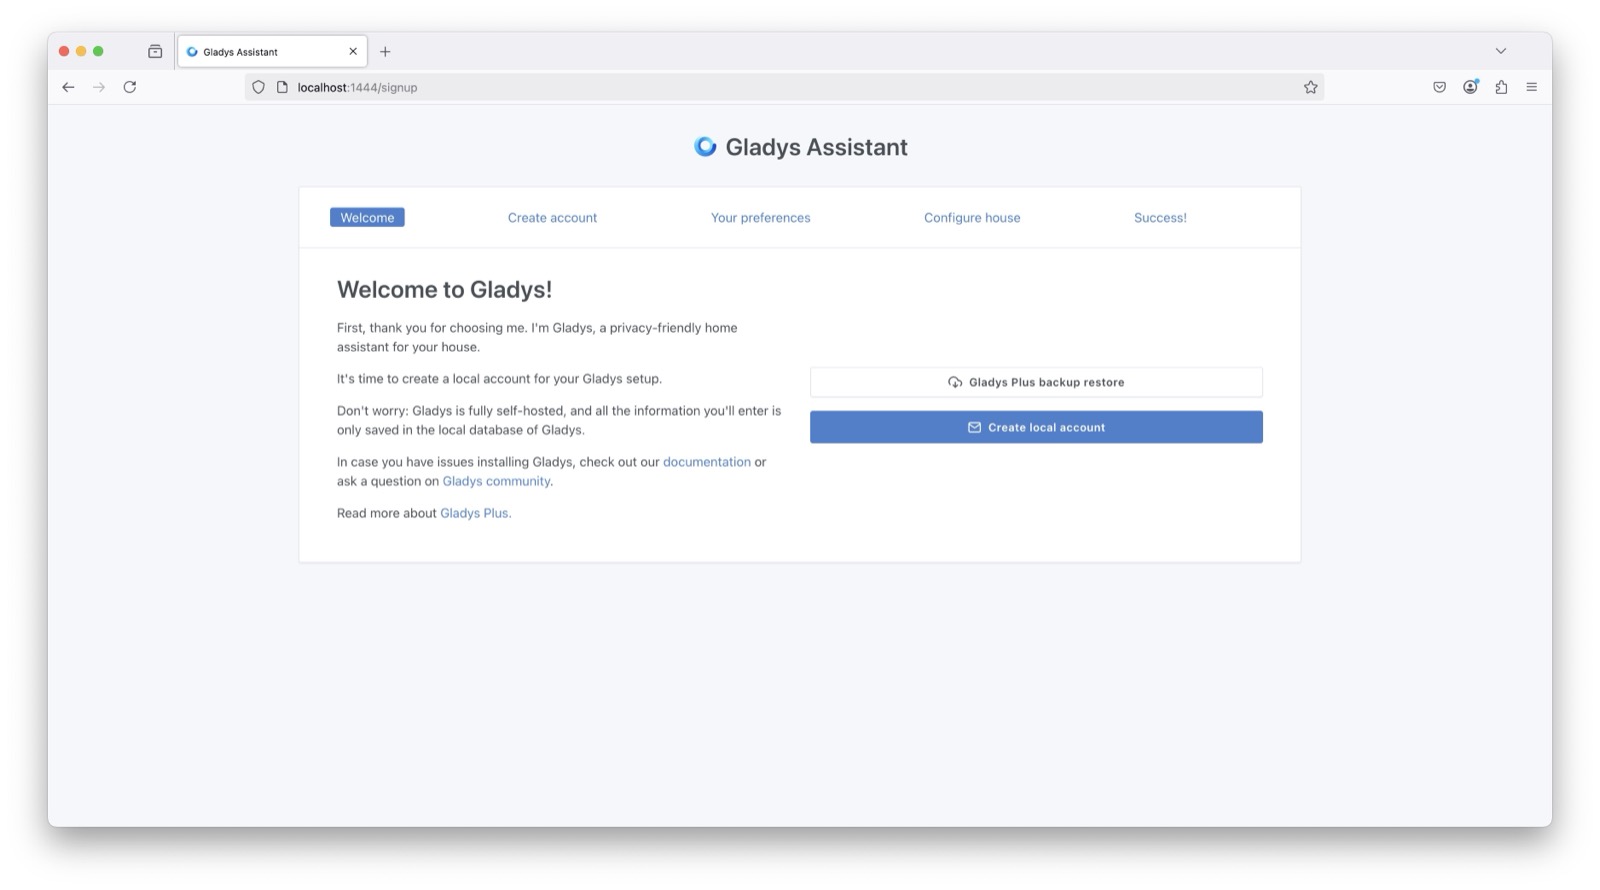 Gladys Assistant
localhost:1444/signup
Gladys Assistant
Welcome
Create account
Your preferences
Configure house
Success!
Welcome to Gladys!
First, thank you for choosing me. I'm Gladys, a privacy-friendly home
assistant for your house.
It's time to create a local account for your Gladys setup.
Don't worry: Gladys is fully self-hosted, and all the information you'll enter is
only saved in the local database of Gladys.
In case you have issues installing Gladys, check out our documentation or
ask a question on Gladys community.
Read more about Gladys Plus.
Gladys Plus backup restore
Create local account